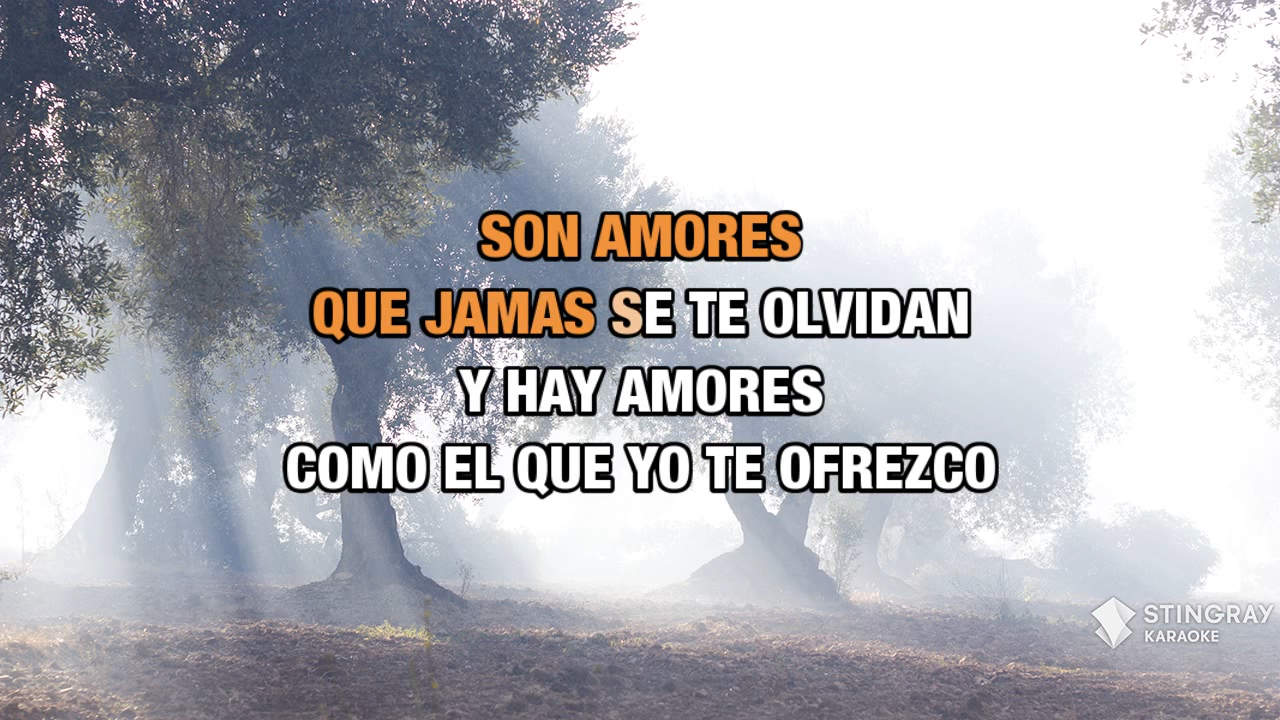 SON AMORES
QUE JAMAS SE TE OLVIDAN
Y HAY AMORES
COMO EL QUE YO TE OFREZCO
STINGRAY
KARAOKE